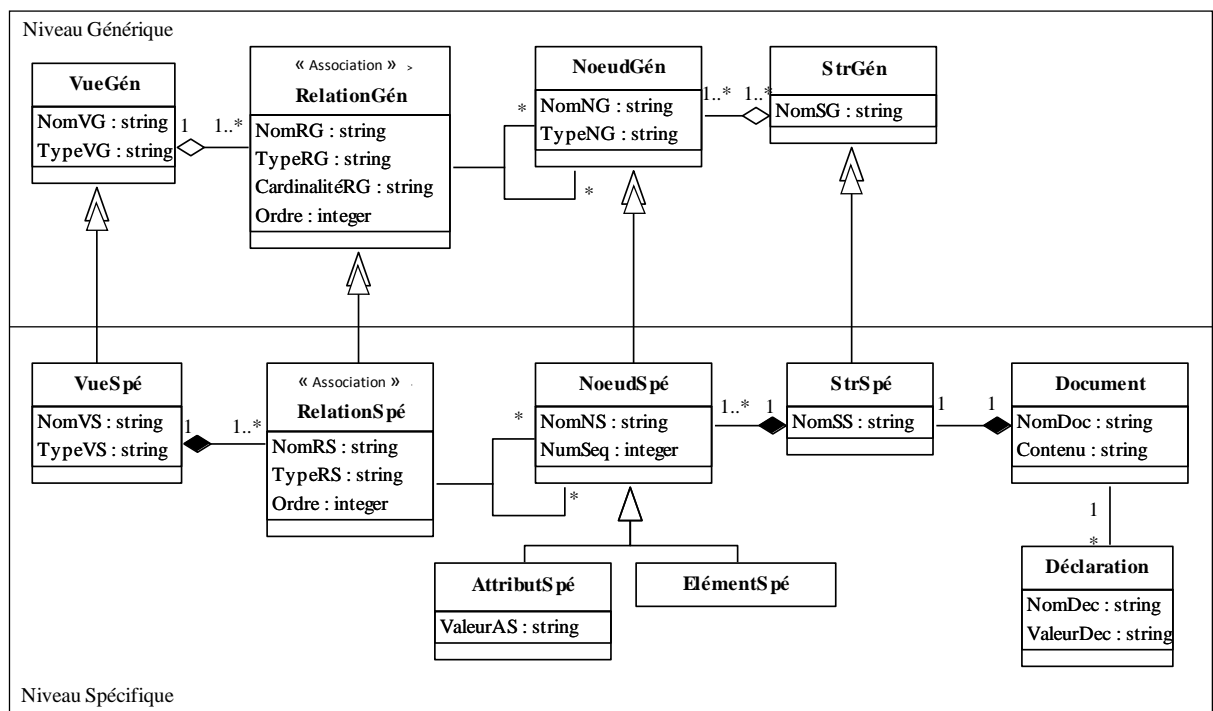 Niveau Générique
VueGén
NomVG : string
TypeVG : string
1
1..*
« Association »
RelationGén
NomRG : string
TypeRG : string
CardinalitéRG : string
Ordre : integer
*
*
NoeudGén
NomNG : string
TypeNG : string
1..*
1..*
StrGén
NomSG : string
VueSpé
NomVS : string
TypeVS : string
1
1..*
« Association »
RelationSpé
NomRS : string
TypeRS : string
Ordre : integer
*
*
NoeudSpé
NomNS : string
NumSeq : integer
1..*
1
StrSpé
NomSS : string
1
1
Document
NomDoc : string
Contenu : string
1
*
AttributSpé
ValeurAS : string
ElémentSpé
Déclaration
NomDec : string
ValeurDec : string
Niveau Spécifique